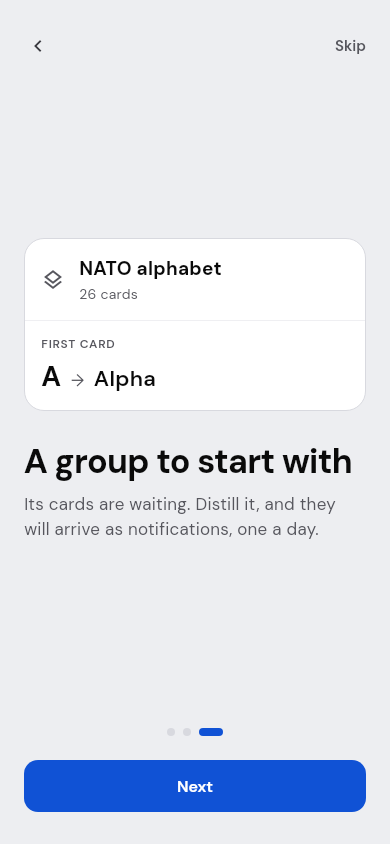 Skip
NATO alphabet
26 cards
FIRST CARD
A → Alpha
A group to start with
Its cards are waiting. Distill it, and they
will arrive as notifications, one a day.
Next